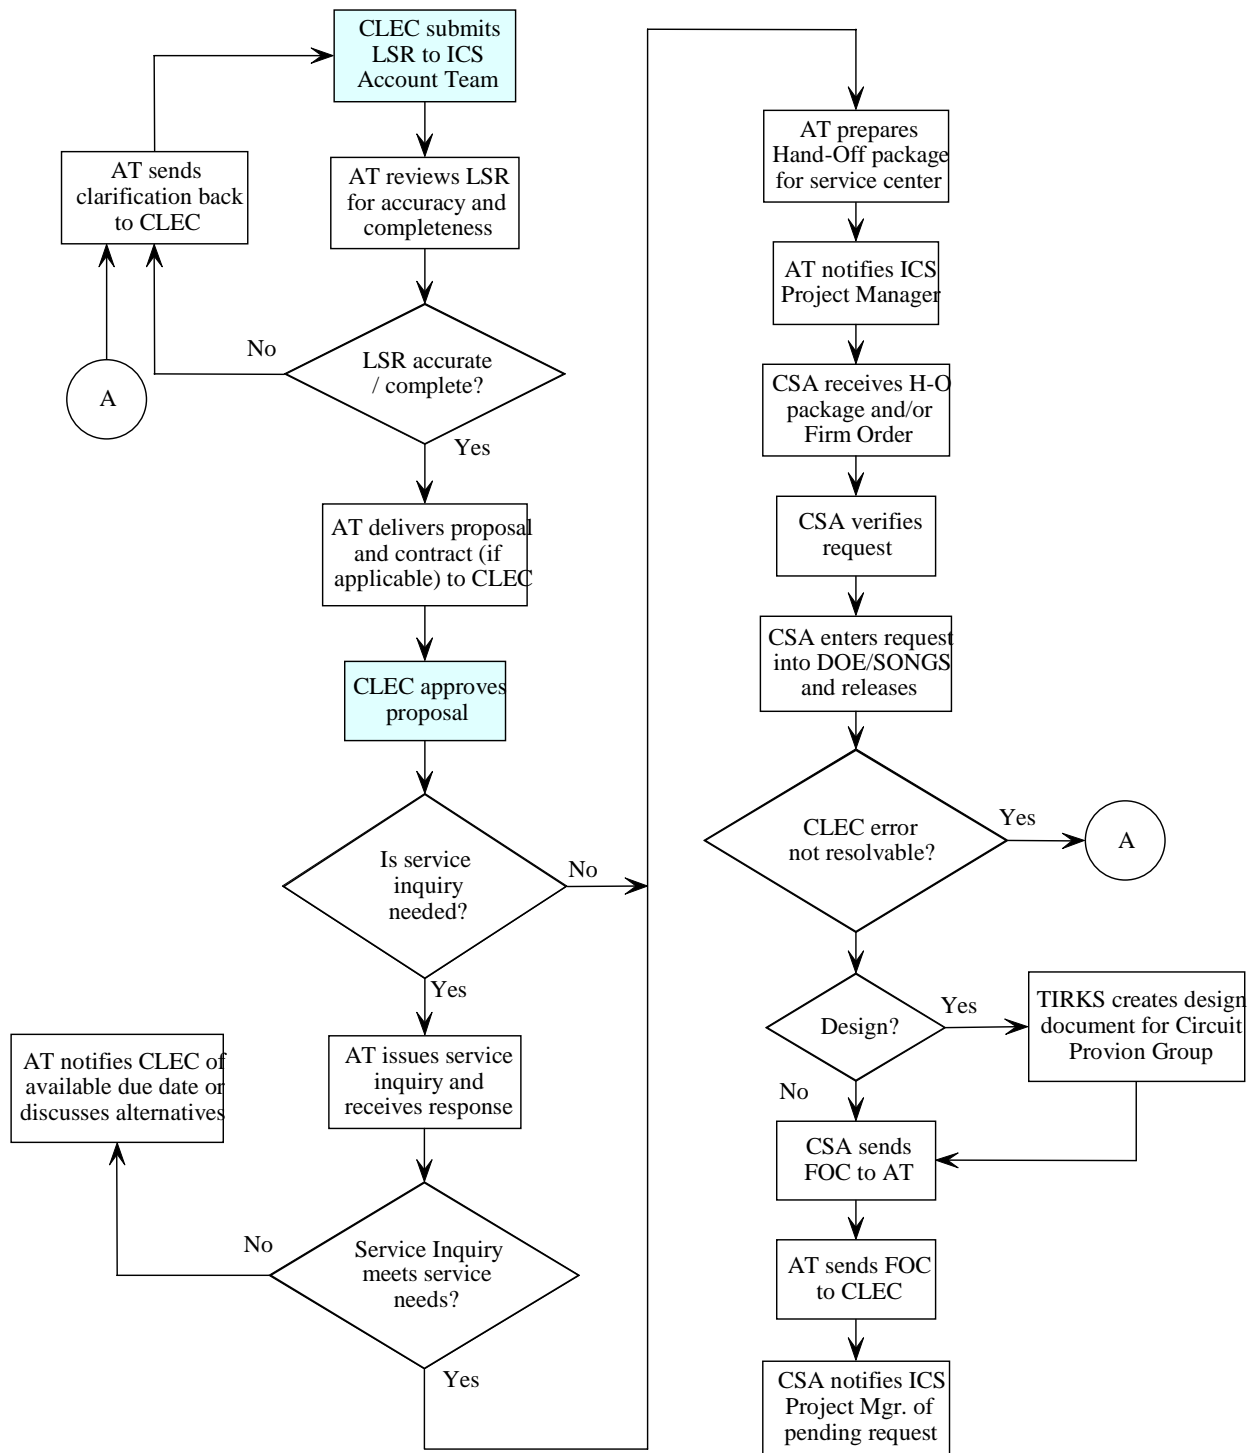 CLEC submits
LSR to ICS
Account Team
AT sends
clarification back
to CLEC
AT reviews LSR
for accuracy and
completeness
No
LSR accurate
/ complete?
A
Yes
AT delivers proposal
and contract (if
applicable) to CLEC
CLEC approves
proposal
Is service
inquiry
needed?
No
Yes
AT issues service
inquiry and
receives response
AT notifies CLEC of
available due date or
discusses alternatives
No
Service Inquiry
meets service
needs?
Yes
AT prepares
Hand-Off package
for service center
AT notifies ICS
Project Manager
CSA receives H-O
package and/or
Firm Order
CSA verifies
request
CSA enters request
into DOE/SONGS
and releases
CLEC error
not resolvable?
Yes
A
Design?
Yes
TIRKS creates design
document for Circuit
Provion Group
No
CSA sends
FOC to AT
AT sends FOC
to CLEC
CSA notifies ICS
Project Mgr. of
pending request